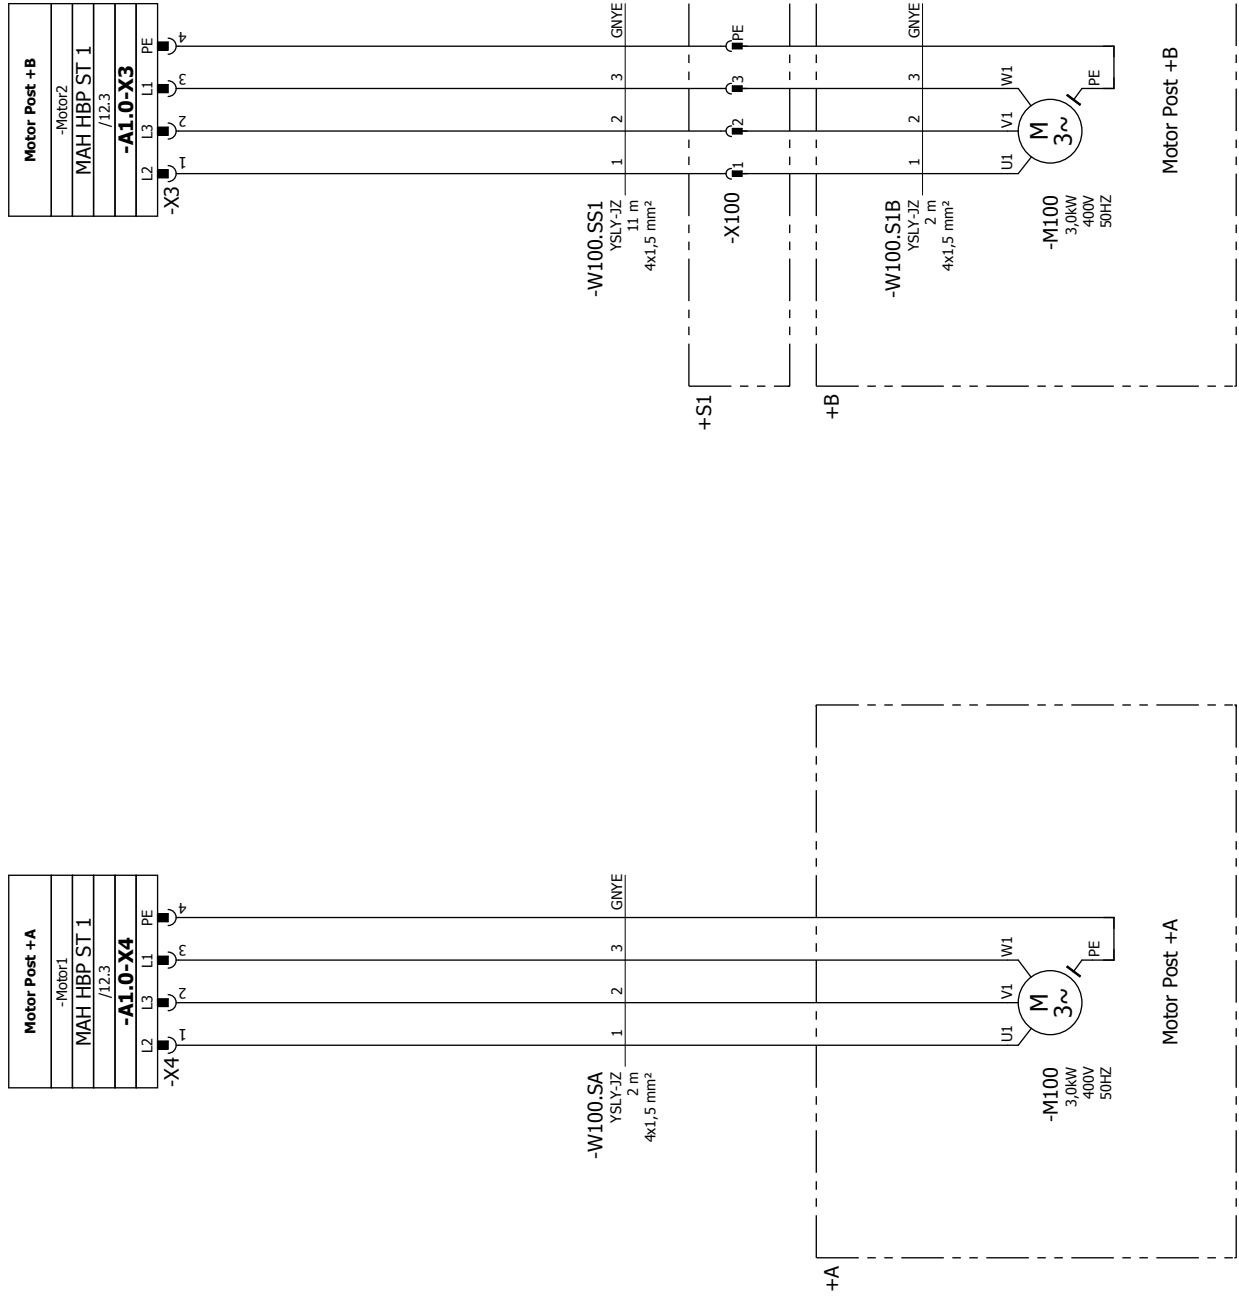 Motor Post +A
-Motor1
MAH HBP ST 1
/12.3
-A1.0-X4
L2 L3 L1 PE
-X4
1 2 3 4
-W100.SA
YSLY-JZ
2 m
4x1,5 mm²
1 2 3 GNYE
+A
U1 V1 W1
M
3~
PE
-M100
3,0kW
400V
50HZ
Motor Post +A
Motor Post +B
-Motor2
MAH HBP ST 1
/12.3
-A1.0-X3
L2 L3 L1 PE
-X3
1 2 3 4
-W100.SS1
YSLY-JZ
11 m
4x1,5 mm²
1 2 3 GNYE
+S1
-X100
1 2 3 PE
+B
-W100.S1B
YSLY-JZ
2 m
4x1,5 mm²
1 2 3 GNYE
U1 V1 W1
M
3~
PE
-M100
3,0kW
400V
50HZ
Motor Post +B